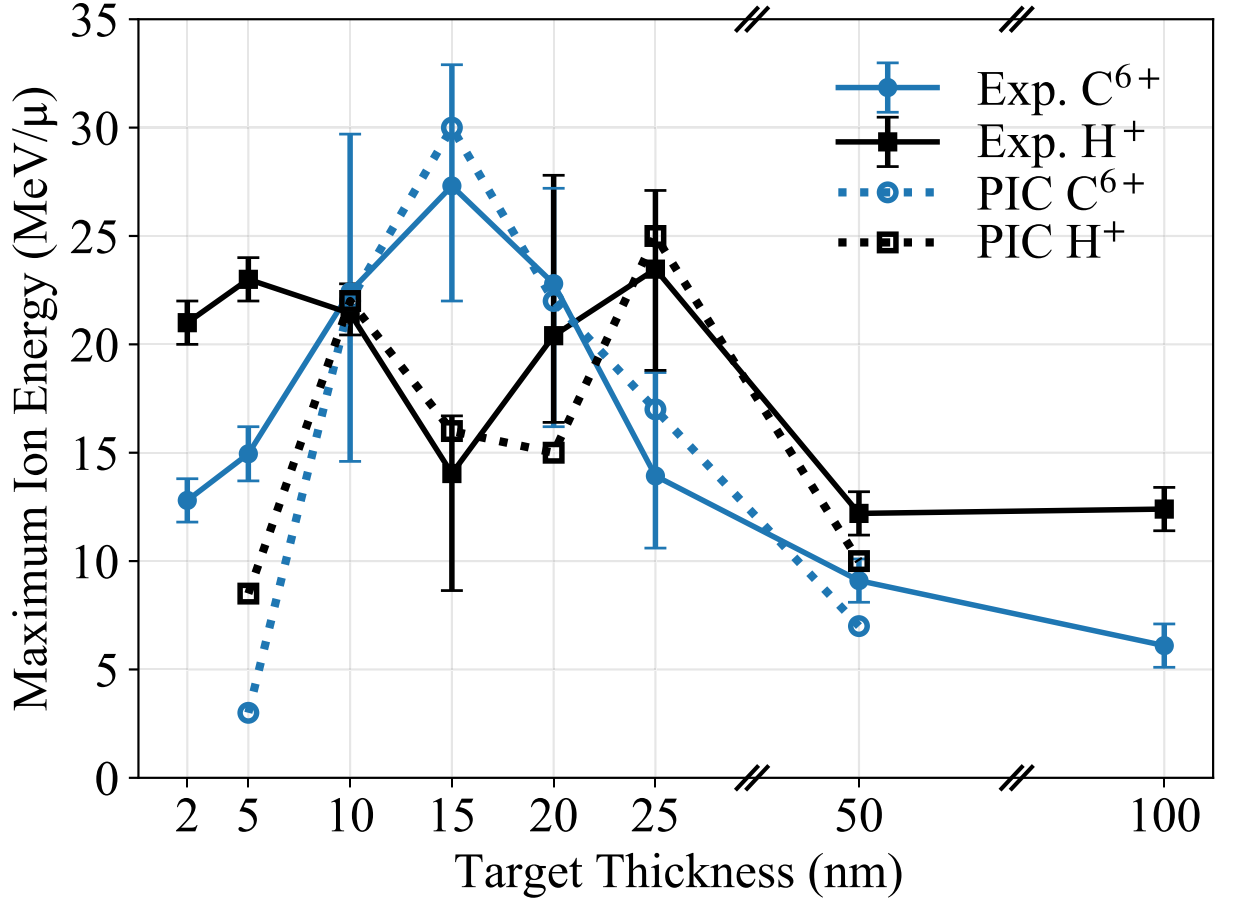 35
30
25
20
15
10
5
0
Maximum Ion Energy (MeV/μ)
Exp. C⁶⁺
Exp. H⁺
PIC C⁶⁺
PIC H⁺
2 5 10 15 20 25 50 100
Target Thickness (nm)